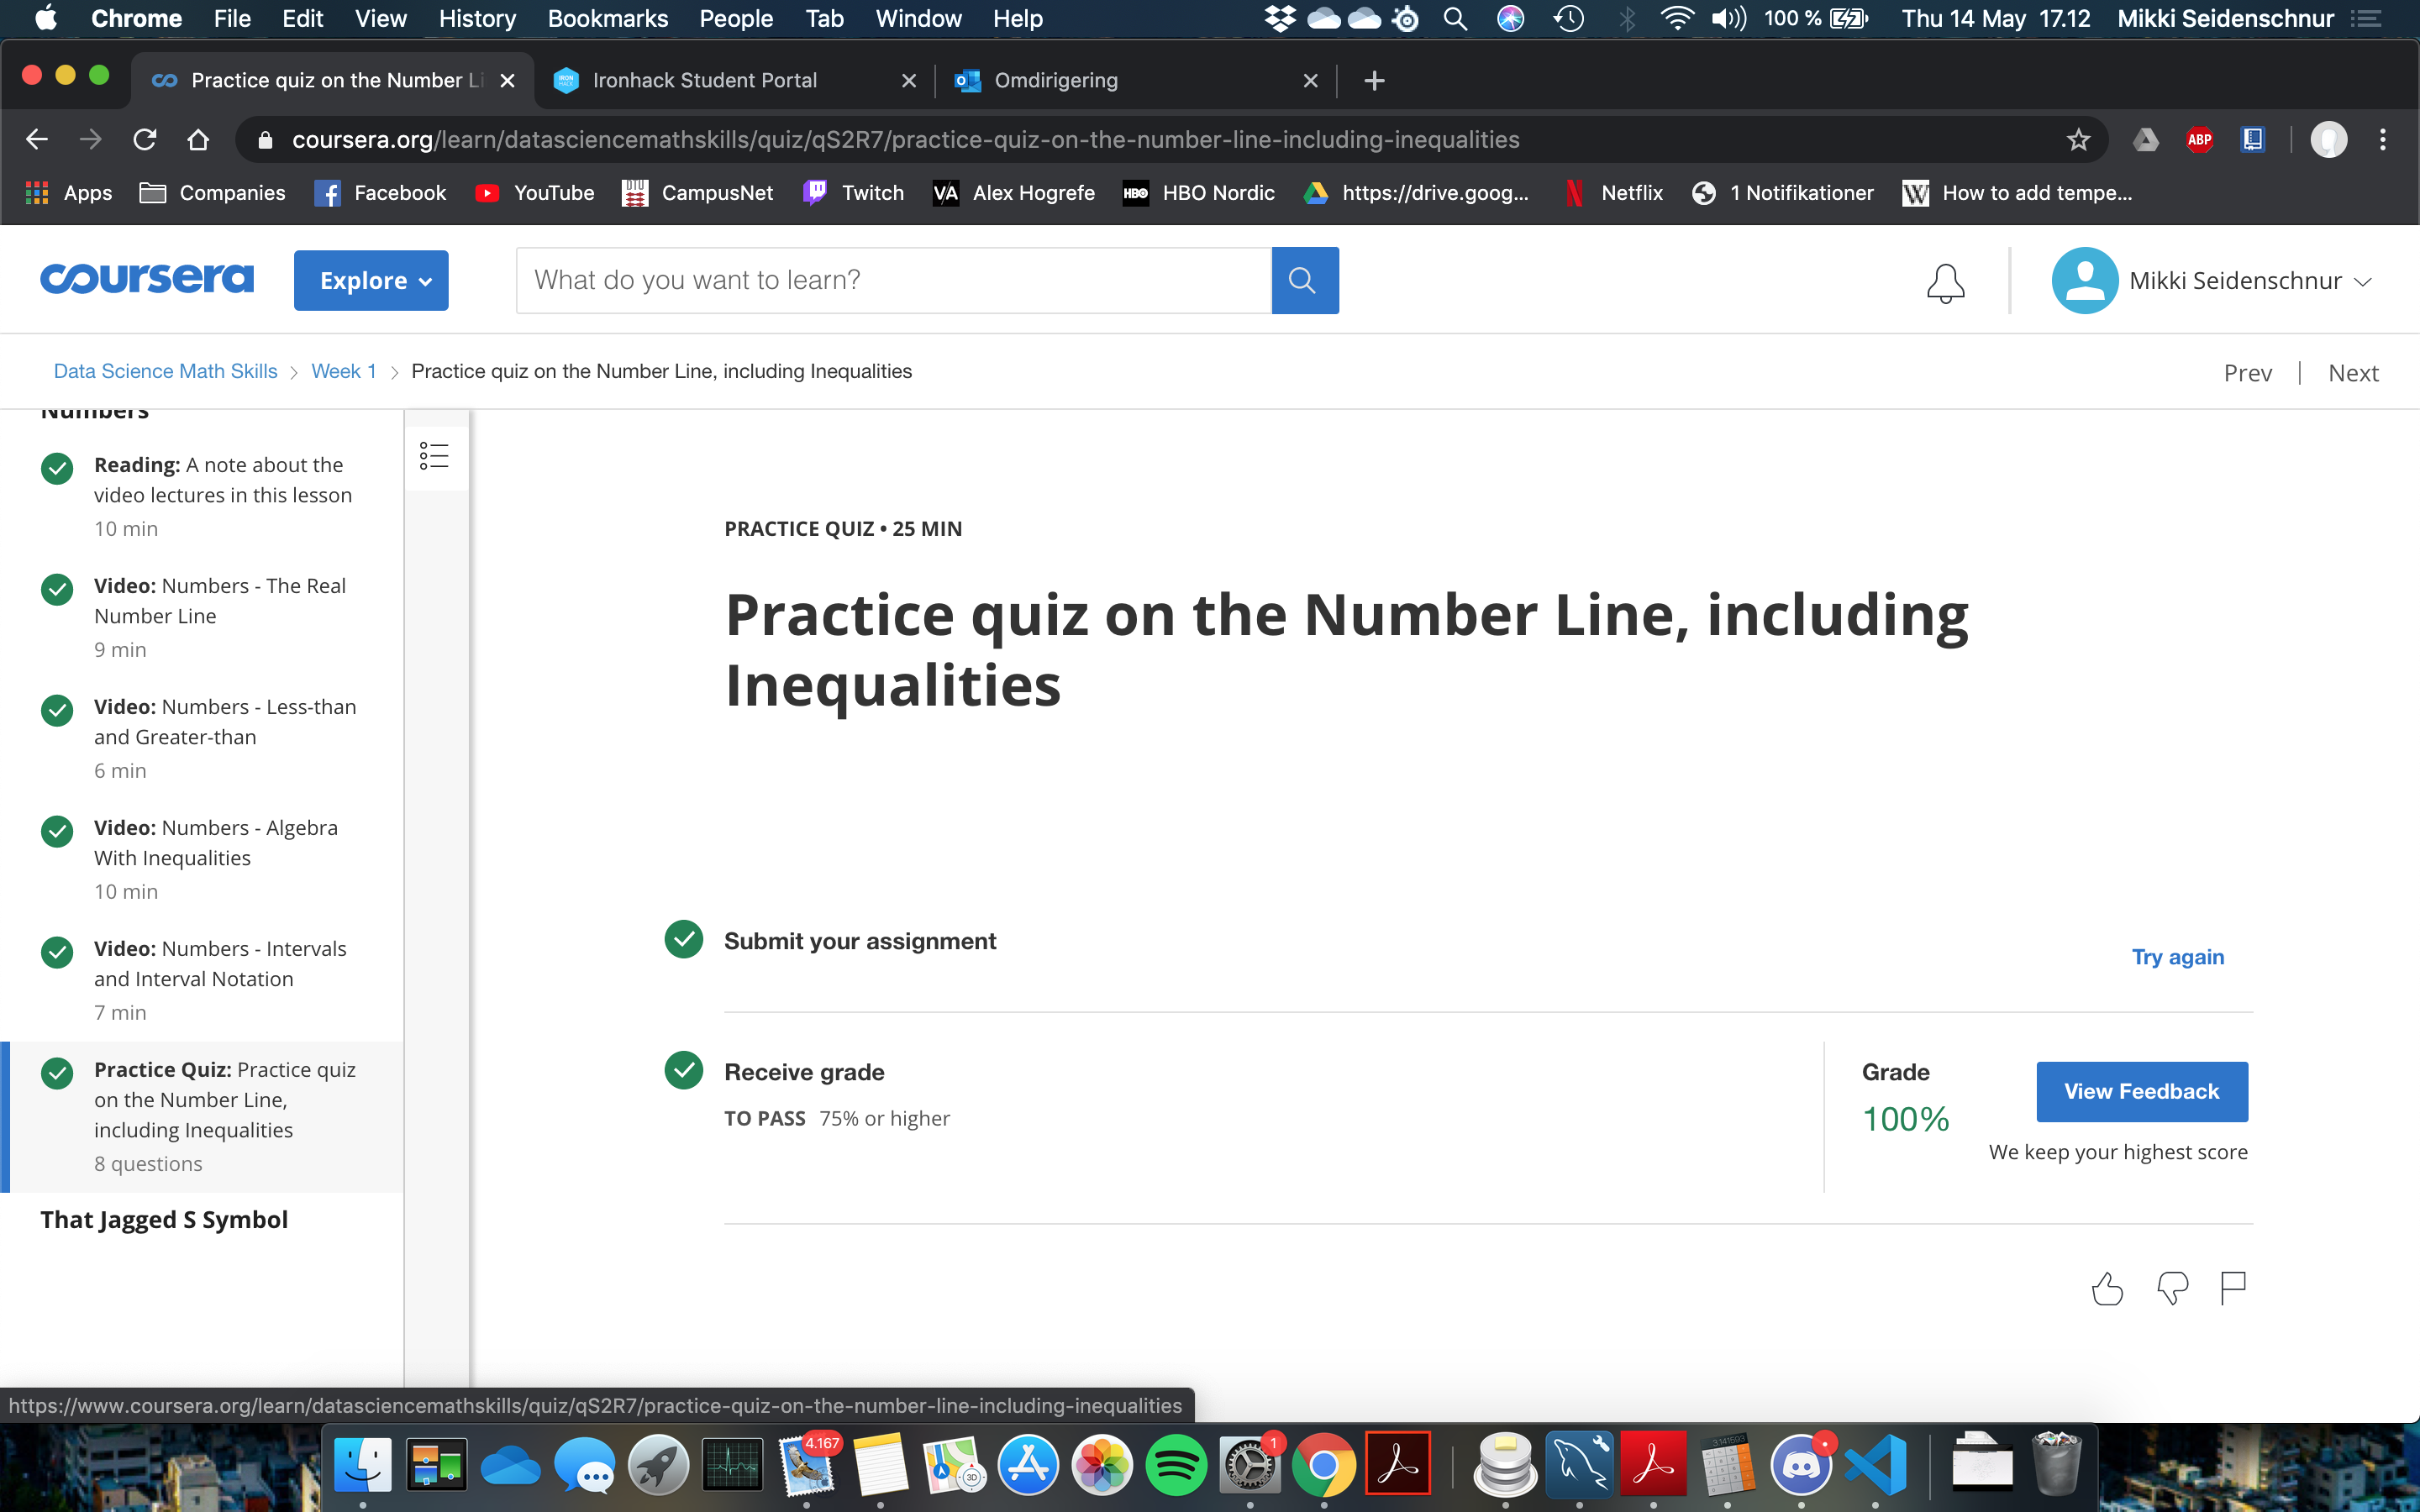 Chrome File Edit View History Bookmarks People Tab Window Help 100 % Thu 14 May 17.12 Mikki Seidenschnur
Practice quiz on the Number Li Ironhack Student Portal Omdirigering
coursera.org/learn/datasciencemathskills/quiz/qS2R7/practice-quiz-on-the-number-line-including-inequalities ABP
Apps Companies Facebook YouTube CampusNet Twitch VA Alex Hogrefe HBO HBO Nordic https://drive.goog... Netflix 1 Notifikationer W How to add tempe...
coursera Explore What do you want to learn? Mikki Seidenschnur
Data Science Math Skills > Week 1 > Practice quiz on the Number Line, including Inequalities Prev | Next
Numbers
Reading: A note about the
video lectures in this lesson
10 min
Video: Numbers - The Real
Number Line
9 min
Video: Numbers - Less-than
and Greater-than
6 min
Video: Numbers - Algebra
With Inequalities
10 min
Video: Numbers - Intervals
and Interval Notation
7 min
Practice Quiz: Practice quiz
on the Number Line,
including Inequalities
8 questions
That Jagged S Symbol
PRACTICE QUIZ • 25 MIN
Practice quiz on the Number Line, including
Inequalities
Submit your assignment
Try again
Receive grade
TO PASS 75% or higher
Grade
100%
View Feedback
We keep your highest score
https://www.coursera.org/learn/datasciencemathskills/quiz/qS2R7/practice-quiz-on-the-number-line-including-inequalities
4.167 3D 1